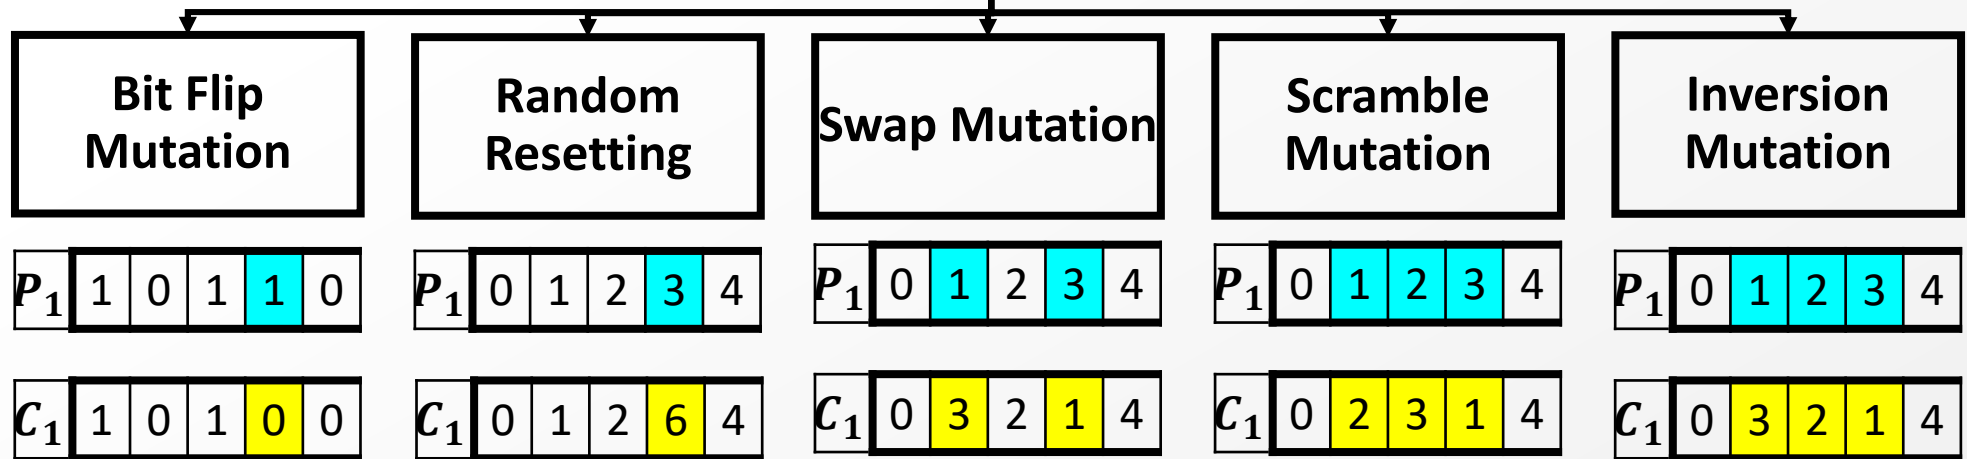 Bit Flip
Mutation
Random
Resetting
Swap Mutation
Scramble
Mutation
Inversion
Mutation
P₁ 1 0 1 1 0
P₁ 0 1 2 3 4
P₁ 0 1 2 3 4
P₁ 0 1 2 3 4
P₁ 0 1 2 3 4
C₁ 1 0 1 0 0
C₁ 0 1 2 6 4
C₁ 0 3 2 1 4
C₁ 0 2 3 1 4
C₁ 0 3 2 1 4